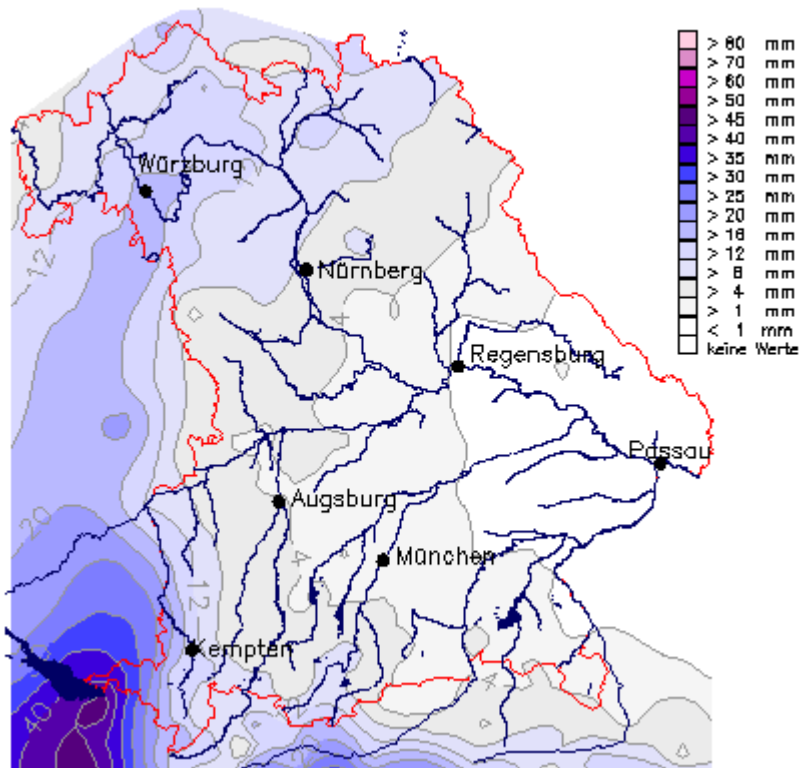 > 80 mm
> 70 mm
> 60 mm
> 50 mm
> 45 mm
> 40 mm
> 35 mm
> 30 mm
> 25 mm
> 20 mm
> 16 mm
> 12 mm
> 8 mm
> 4 mm
> 1 mm
< 1 mm
keine Werte
Würzburg
12
Nürnberg
4
Regensburg
Passau
Augsburg
20
München
4
12
Kempten
4
40